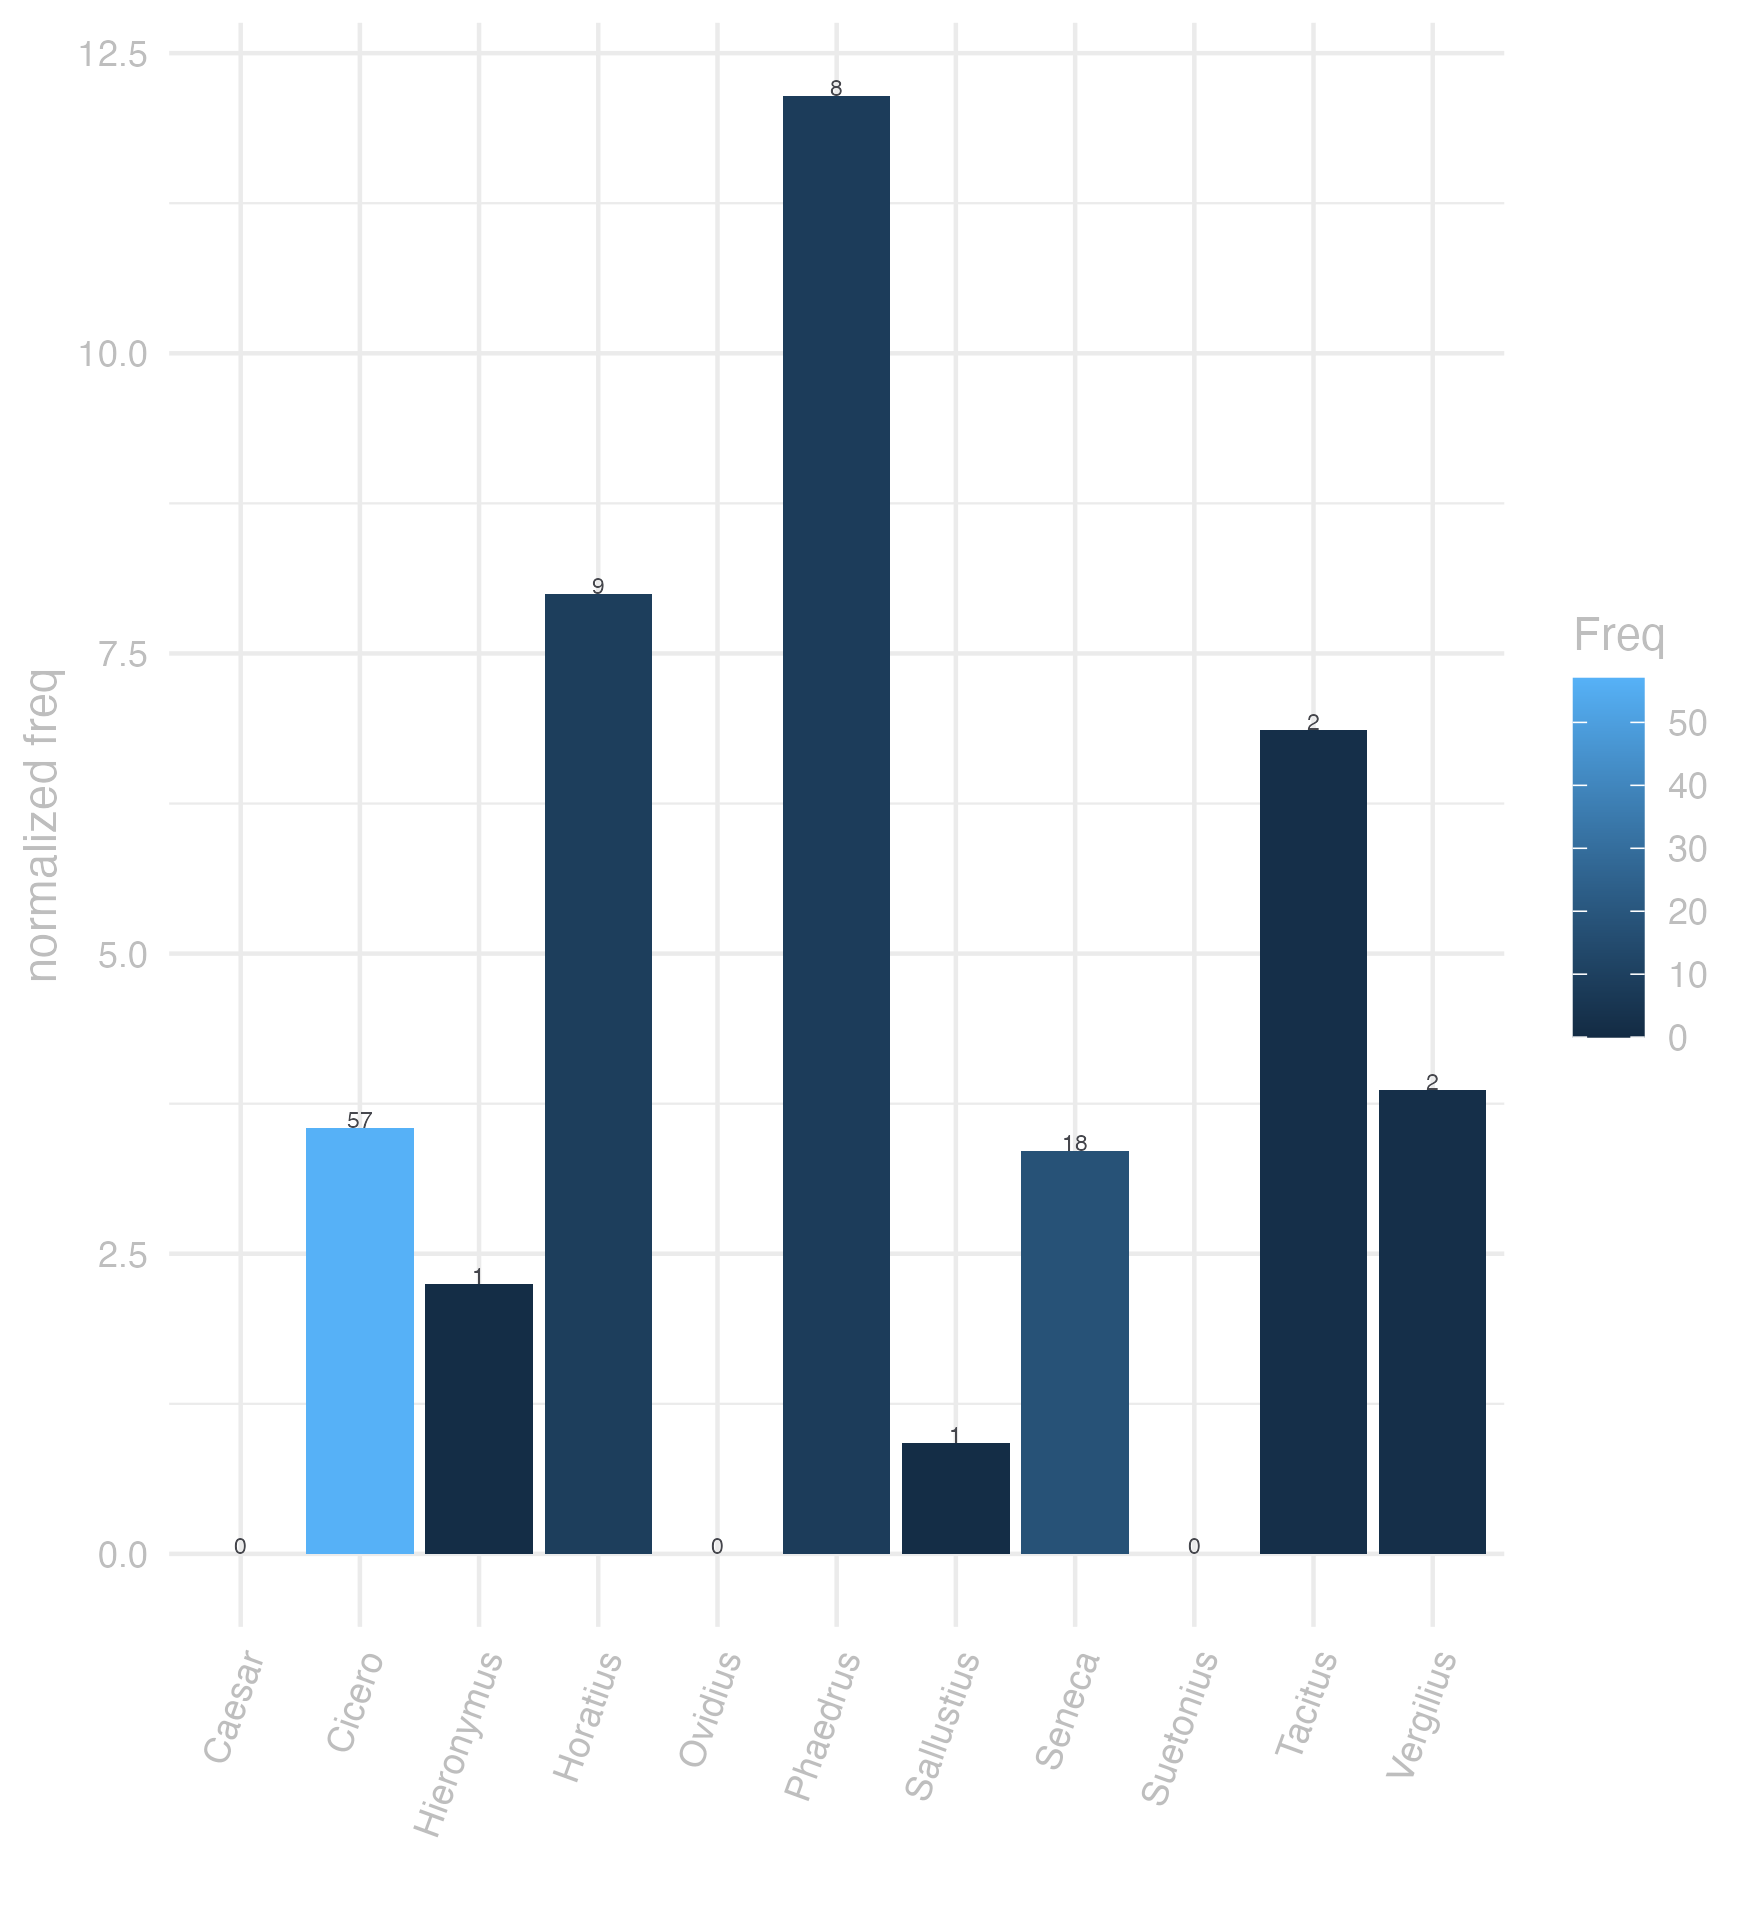 12.5
10.0
7.5
5.0
2.5
0.0
normalized freq
0
57
1
9
0
8
1
18
0
2
2
Caesar
Cicero
Hieronymus
Horatius
Ovidius
Phaedrus
Sallustius
Seneca
Suetonius
Tacitus
Vergilius
Freq
50
40
30
20
10
0